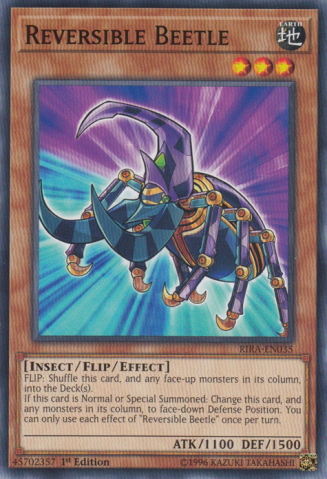 REVERSIBLE BEETLE
EARTH
地
RIRA-EN035
[INSECT/FLIP/EFFECT]
FLIP: Shuffle this card, and any face-up monsters in its column,
into the Deck(s).
If this card is Normal or Special Summoned: Change this card, and
any monsters in its column, to face-down Defense Position. You
can only use each effect of "Reversible Beetle" once per turn.
ATK/1100 DEF/1500
45702357 1st Edition ©1996 KAZUKI TAKAHASHI